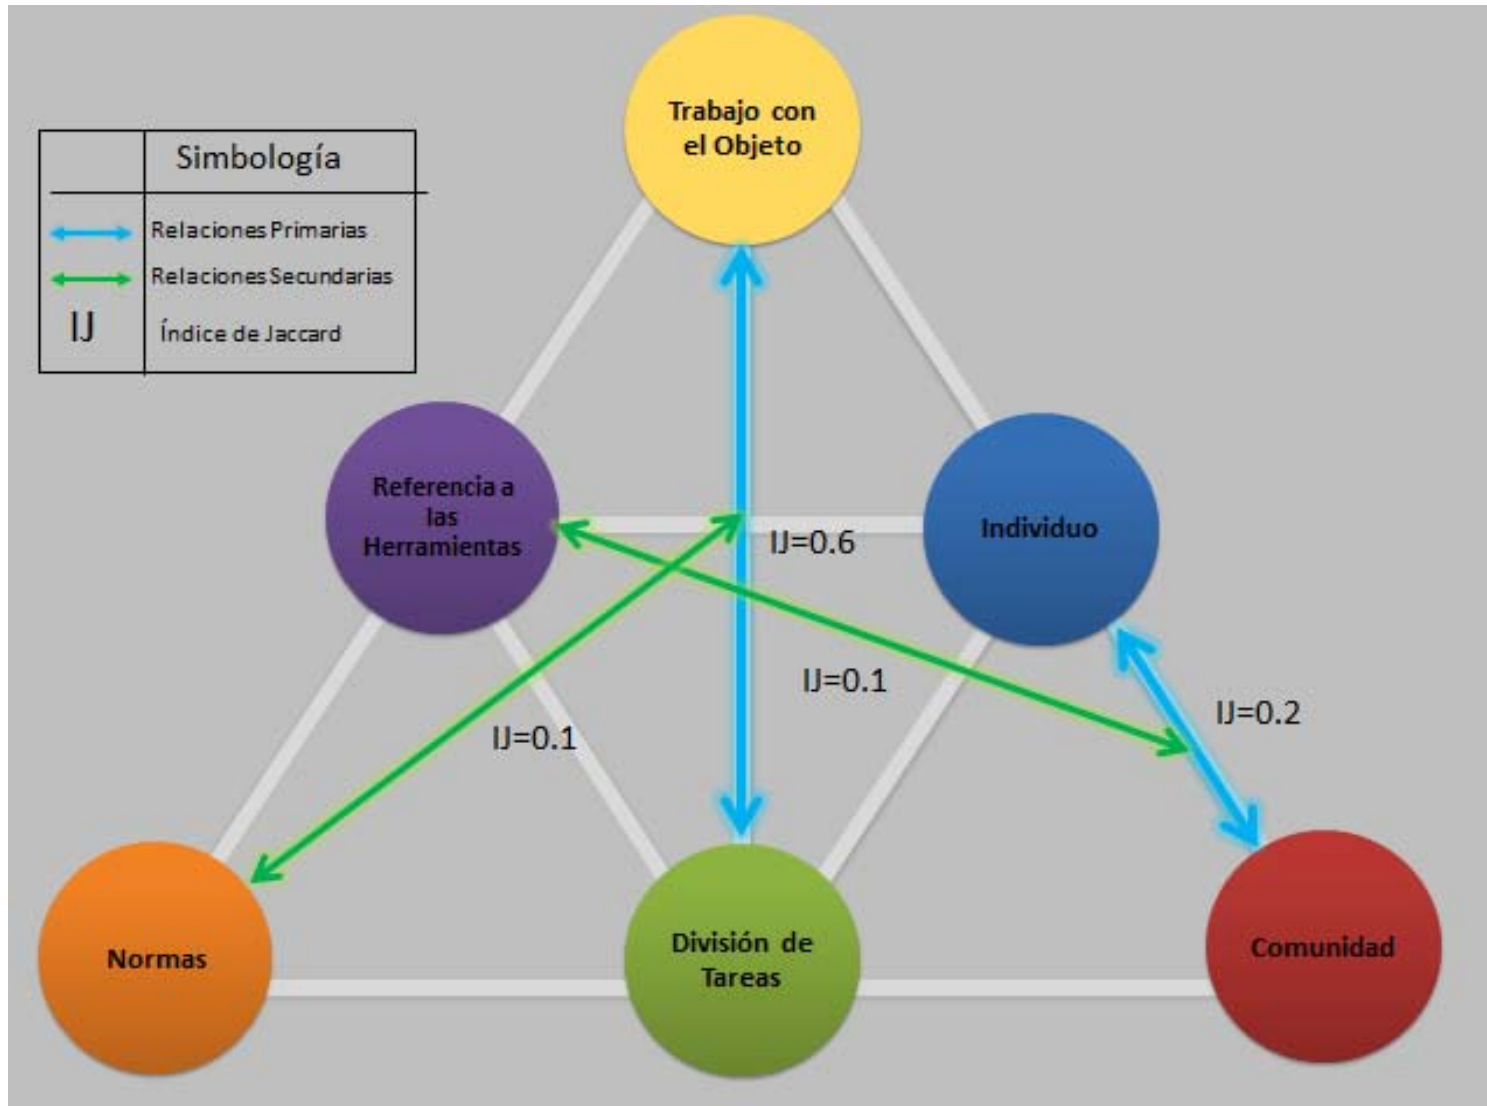 Trabajo con
el Objeto
Simbología
Relaciones Primarias
Relaciones Secundarias
IJ Índice de Jaccard
Referencia a
las
Herramientas
Individuo
IJ=0.6
IJ=0.1
IJ=0.2
IJ=0.1
Normas
División de
Tareas
Comunidad